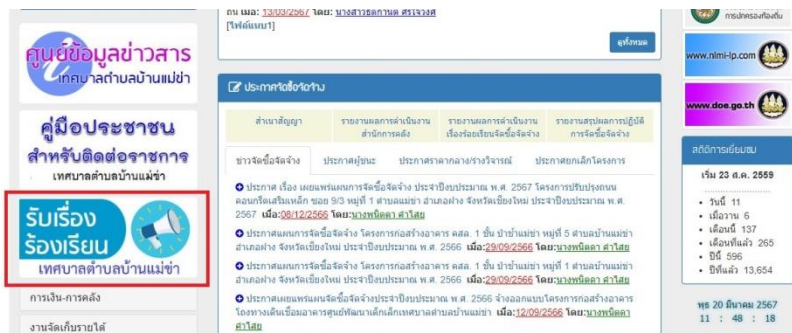 ศูนย์ข้อมูลข่าวสาร
เทศบาลตำบลบ้านแม่ข่า
คู่มือประชาชน
สำหรับติดต่อราชการ
เทศบาลตำบลบ้านแม่ข่า
รับเรื่อง
ร้องเรียน
เทศบาลตำบลบ้านแม่ข่า
การเงิน-การคลัง
งานจัดเก็บรายได้
เมื่อ: 13/03/2567 โดย:
[ไฟล์แนบ1]
ดูทั้งหมด
ประกาศจัดซื้อจัดจ้าง
สำเนาสัญญา
รายงานผลการดำเนินงาน
สำนักการคลัง
รายงานผลการดำเนินงาน
เรื่องร้องเรียนจัดซื้อจัดจ้าง
รายงานสรุปผลการปฏิบัติ
การจัดซื้อจัดจ้าง
ข่าวจัดซื้อจัดจ้าง ประกาศผู้ชนะ ประกาศราคากลาง/ร่างวิจารณ์ ประกาศยกเลิกโครงการ
ประกาศ เรื่อง เผยแพร่แผนการจัดซื้อจัดจ้าง ประจำปีงบประมาณ พ.ศ. 2567 โครงการปรับปรุงถนน
คอนกรีตเสริมเหล็ก ซอย 9/3 หมู่ที่ 1 ตำบลแม่ข่า อำเภอฝาง จังหวัดเชียงใหม่ ประจำปีงบประมาณ พ.ศ.
2567 เมื่อ:08/12/2566 โดย:นางพนิดดา คำไสย
ประกาศแผนการจัดซื้อจัดจ้าง โครงการก่อสร้างอาคาร คสล. 1 ชั้น ป่าช้าแม่ข่า หมู่ที่ 5 ตำบลบ้านแม่ข่า
อำเภอฝาง จังหวัดเชียงใหม่ ประจำปีงบประมาณ พ.ศ. 2566 เมื่อ:29/09/2566 โดย:นางพนิดดา คำไสย
ประกาศแผนการจัดซื้อจัดจ้าง โครงการก่อสร้างอาคาร คสล. 1 ชั้น ป่าช้าแม่ข่า หมู่ที่ 1 ตำบลแม่ข่า
อำเภอฝาง จังหวัดเชียงใหม่ ประจำปีงบประมาณ พ.ศ. 2566 เมื่อ:29/09/2566 โดย:นางพนิดดา คำไสย
ประกาศเผยแพร่แผนจัดซื้อจัดจ้างประจำปีงบประมาณ พ.ศ. 2566 จ้างออกแบบโครงการก่อสร้างอาคาร
โถงทางเดินเชื่อมอาคารศูนย์พัฒนาเด็กเล็กเทศบาลตำบลบ้านแม่ข่า เมื่อ:12/09/2566 โดย:นางพนิดดา
คำไสย
การปกครองท้องถิ่น
www.nlmi-ip.com
www.doe.go.th
สถิติการเยี่ยมชม
เริ่ม 23 ส.ค. 2559
วันนี้ 11
เมื่อวาน 6
เดือนนี้ 137
เดือนที่แล้ว 265
ปีนี้ 596
ปีที่แล้ว 13,654
พุธ 20 มีนาคม 2567
11 : 48 : 18